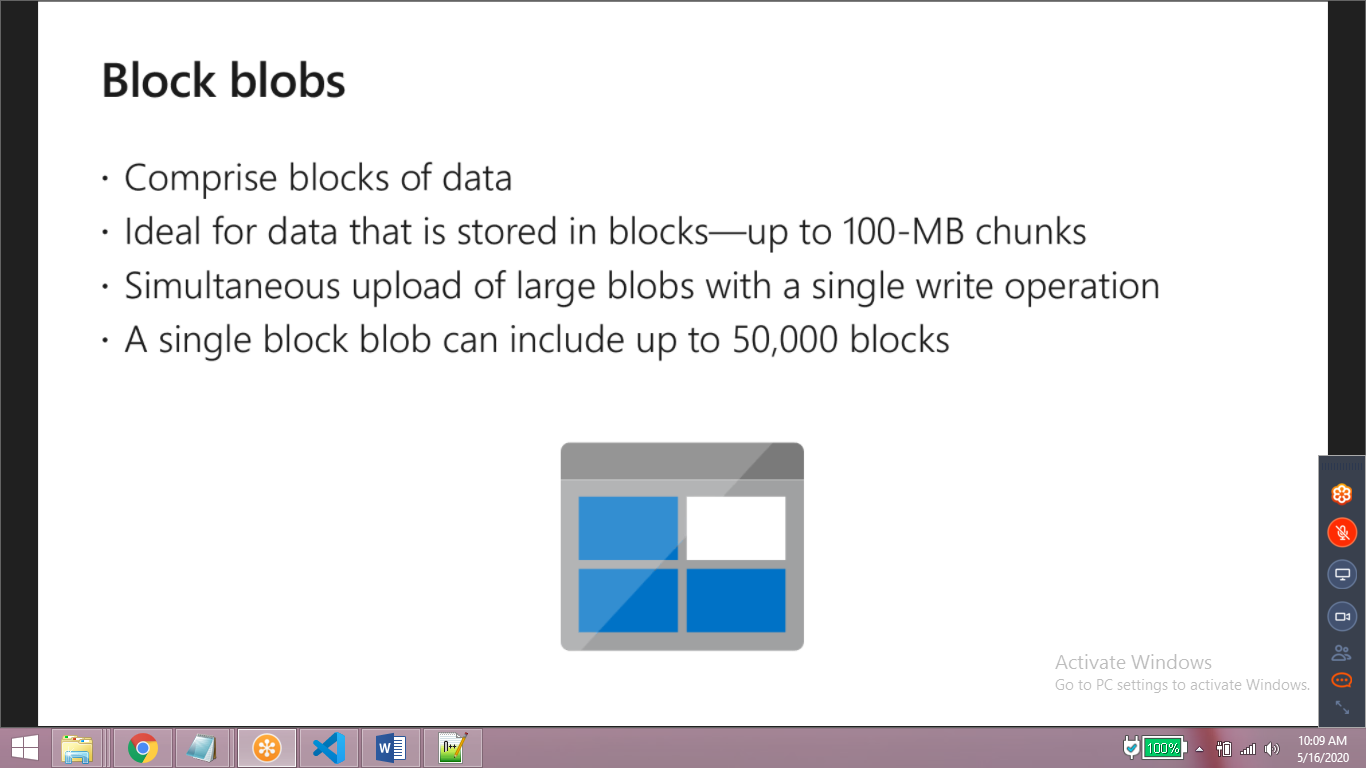 Block blobs
· Comprise blocks of data
· Ideal for data that is stored in blocks—up to 100-MB chunks
· Simultaneous upload of large blobs with a single write operation
· A single block blob can include up to 50,000 blocks
Activate Windows
Go to PC settings to activate Windows.
100%
10:09 AM
5/16/2020